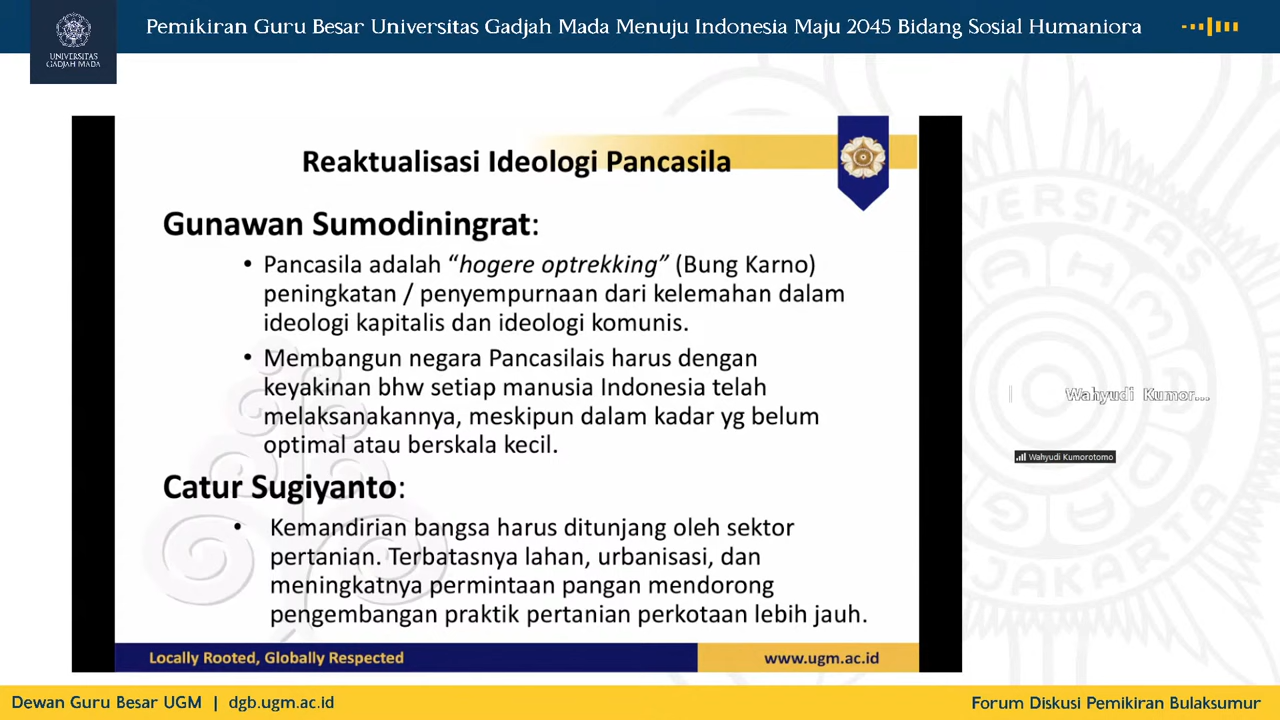 Pemikiran Guru Besar Universitas Gadjah Mada Menuju Indonesia Maju 2045 Bidang Sosial Humaniora
UNIVERSITAS
GADJAH MADA
Reaktualisasi Ideologi Pancasila
Gunawan Sumodiningrat:
• Pancasila adalah “hogere optrekking” (Bung Karno)
peningkatan / penyempurnaan dari kelemahan dalam
ideologi kapitalis dan ideologi komunis.
• Membangun negara Pancasilais harus dengan
keyakinan bhw setiap manusia Indonesia telah
melaksanakannya, meskipun dalam kadar yg belum
optimal atau berskala kecil.
Catur Sugiyanto:
• Kemandirian bangsa harus ditunjang oleh sektor
pertanian. Terbatasnya lahan, urbanisasi, dan
meningkatnya permintaan pangan mendorong
pengembangan praktik pertanian perkotaan lebih jauh.
Locally Rooted, Globally Respected
www.ugm.ac.id
Wahyudi Kumor...
Wahyudi Kumorotomo
Dewan Guru Besar UGM | dgb.ugm.ac.id
Forum Diskusi Pemikiran Bulaksumur